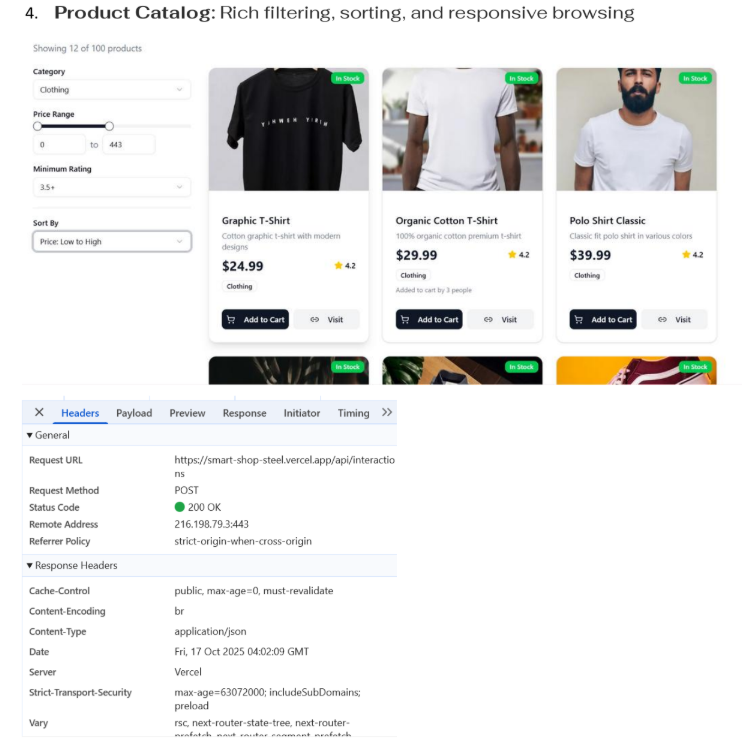 4. Product Catalog: Rich filtering, sorting, and responsive browsing
Showing 12 of 100 products
Category
Clothing
Price Range
0 to 443
Minimum Rating
3.5+
Sort By
Price: Low to High
In Stock
Graphic T-Shirt
Cotton graphic t-shirt with modern
designs
$24.99 4.2
Clothing
Add to Cart Visit
In Stock
Organic Cotton T-Shirt
100% organic cotton premium t-shirt
$29.99 4.2
Clothing
Added to cart by 3 people
Add to Cart Visit
In Stock
Polo Shirt Classic
Classic fit polo shirt in various colors
$39.99 4.2
Clothing
Add to Cart Visit
In Stock
In Stock
In Stock
Headers Payload Preview Response Initiator Timing
General
Request URL https://smart-shop-steel.vercel.app/api/interactio
ns
Request Method POST
Status Code 200 OK
Remote Address 216.198.79.3:443
Referrer Policy strict-origin-when-cross-origin
Response Headers
Cache-Control public, max-age=0, must-revalidate
Content-Encoding br
Content-Type application/json
Date Fri, 17 Oct 2025 04:02:09 GMT
Server Vercel
Strict-Transport-Security max-age=63072000; includeSubDomains;
preload
Vary rsc, next-router-state-tree, next-router-
prefetch, next-router-segment-prefetch